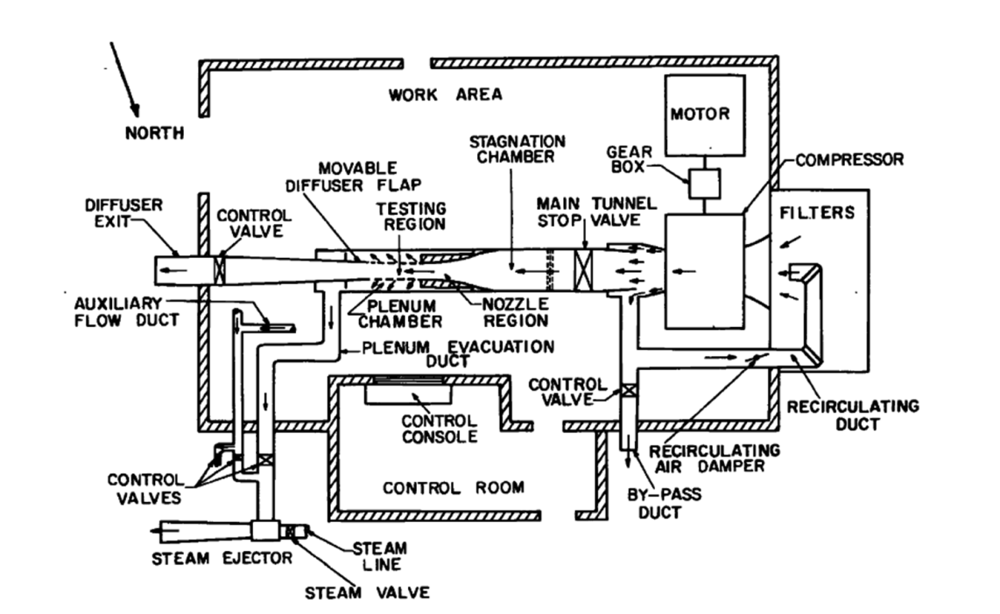 WORK AREA
NORTH
MOTOR
STAGNATION
CHAMBER
GEAR
BOX
COMPRESSOR
MOVABLE
DIFFUSER FLAP
TESTING
REGION
MAIN TUNNEL
STOP VALVE
FILTERS
DIFFUSER
EXIT
CONTROL
VALVE
AUXILIARY
FLOW DUCT
PLENUM
CHAMBER
NOZZLE
REGION
PLENUM EVACUATION
DUCT
CONTROL
VALVE
CONTROL
CONSOLE
RECIRCULATING
DUCT
RECIRCULATING
AIR DAMPER
CONTROL
VALVES
CONTROL ROOM
BY-PASS
DUCT
STEAM EJECTOR
STEAM
LINE
STEAM VALVE